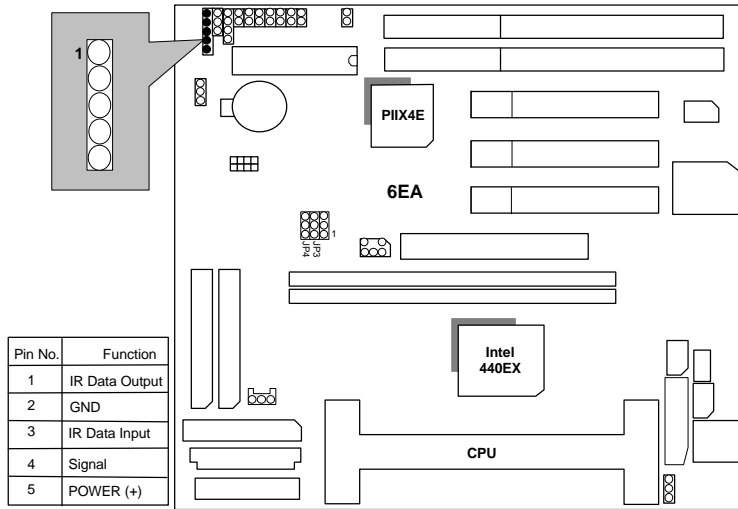 1
PIIX4E
6EA
1
JP4 JP3
Intel
440EX
CPU
Pin No. Function
1 IR Data Output
2 GND
3 IR Data Input
4 Signal
5 POWER (+)